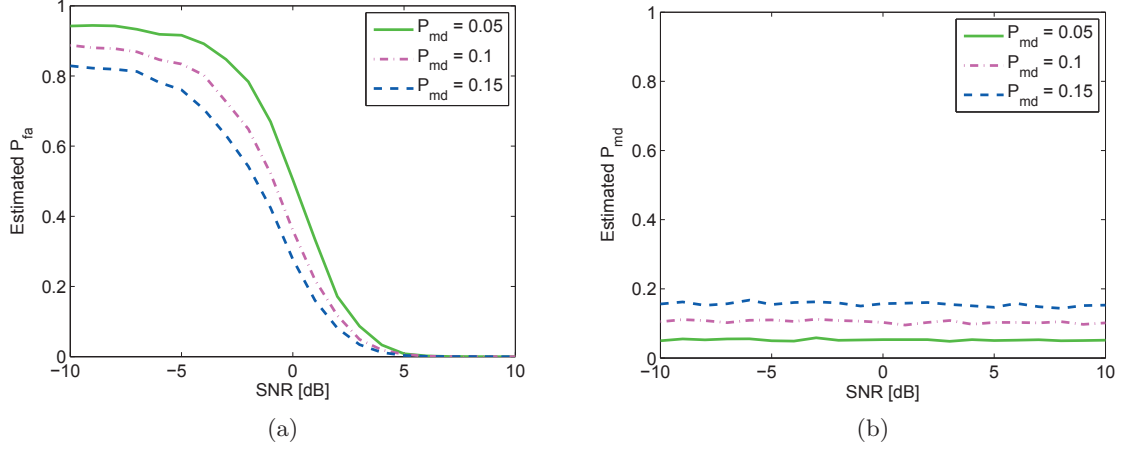 Estimated P_fa
1
0.8
0.6
0.4
0.2
0
−10
−5
0
5
10
SNR [dB]
P_md = 0.05
P_md = 0.1
P_md = 0.15
(a)
Estimated P_md
1
0.8
0.6
0.4
0.2
0
−10
−5
0
5
10
SNR [dB]
P_md = 0.05
P_md = 0.1
P_md = 0.15
(b)